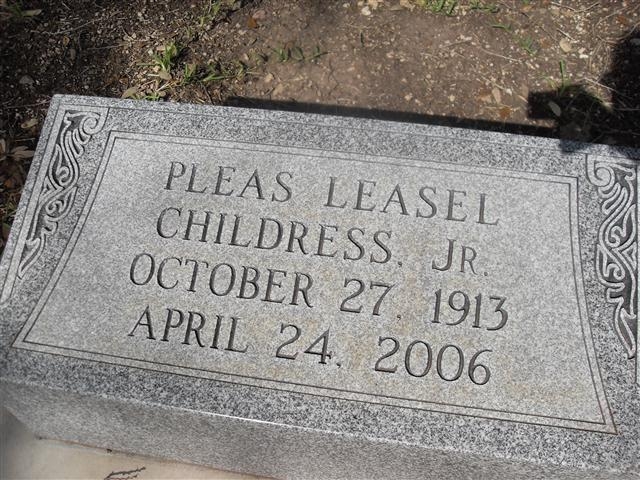 PLEAS LEASEL
CHILDRESS, JR.
OCTOBER 27, 1913
APRIL 24, 2006